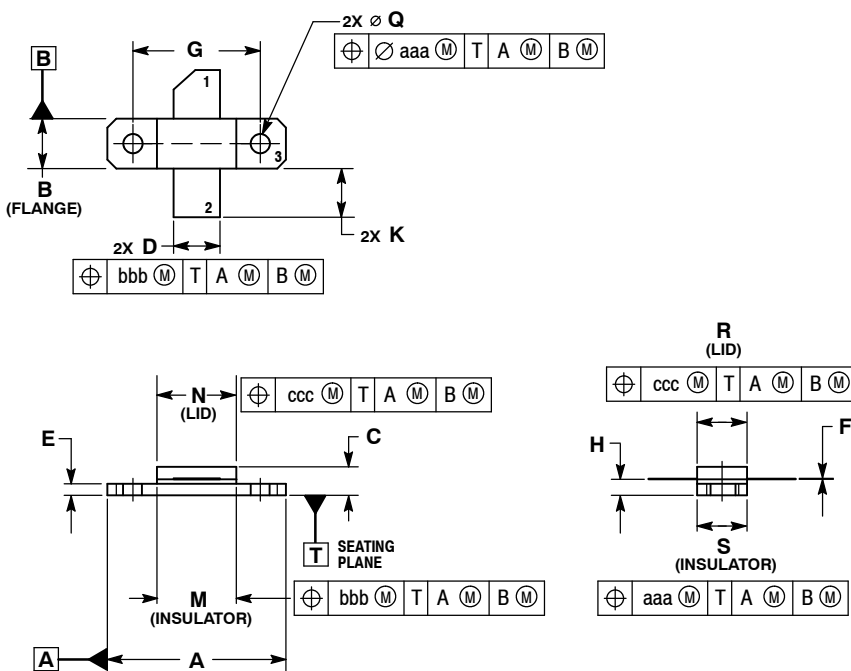 2X ⌀ Q
⌖ ⌀ aaa Ⓜ T A Ⓜ B Ⓜ
G
B
1
3
B
(FLANGE)
2
2X K
2X D
⌖ bbb Ⓜ T A Ⓜ B Ⓜ
R
(LID)
⌖ ccc Ⓜ T A Ⓜ B Ⓜ
N
(LID)
⌖ ccc Ⓜ T A Ⓜ B Ⓜ
E
C
H
F
T SEATING
PLANE
S
(INSULATOR)
M
(INSULATOR)
⌖ bbb Ⓜ T A Ⓜ B Ⓜ
⌖ aaa Ⓜ T A Ⓜ B Ⓜ
A
A